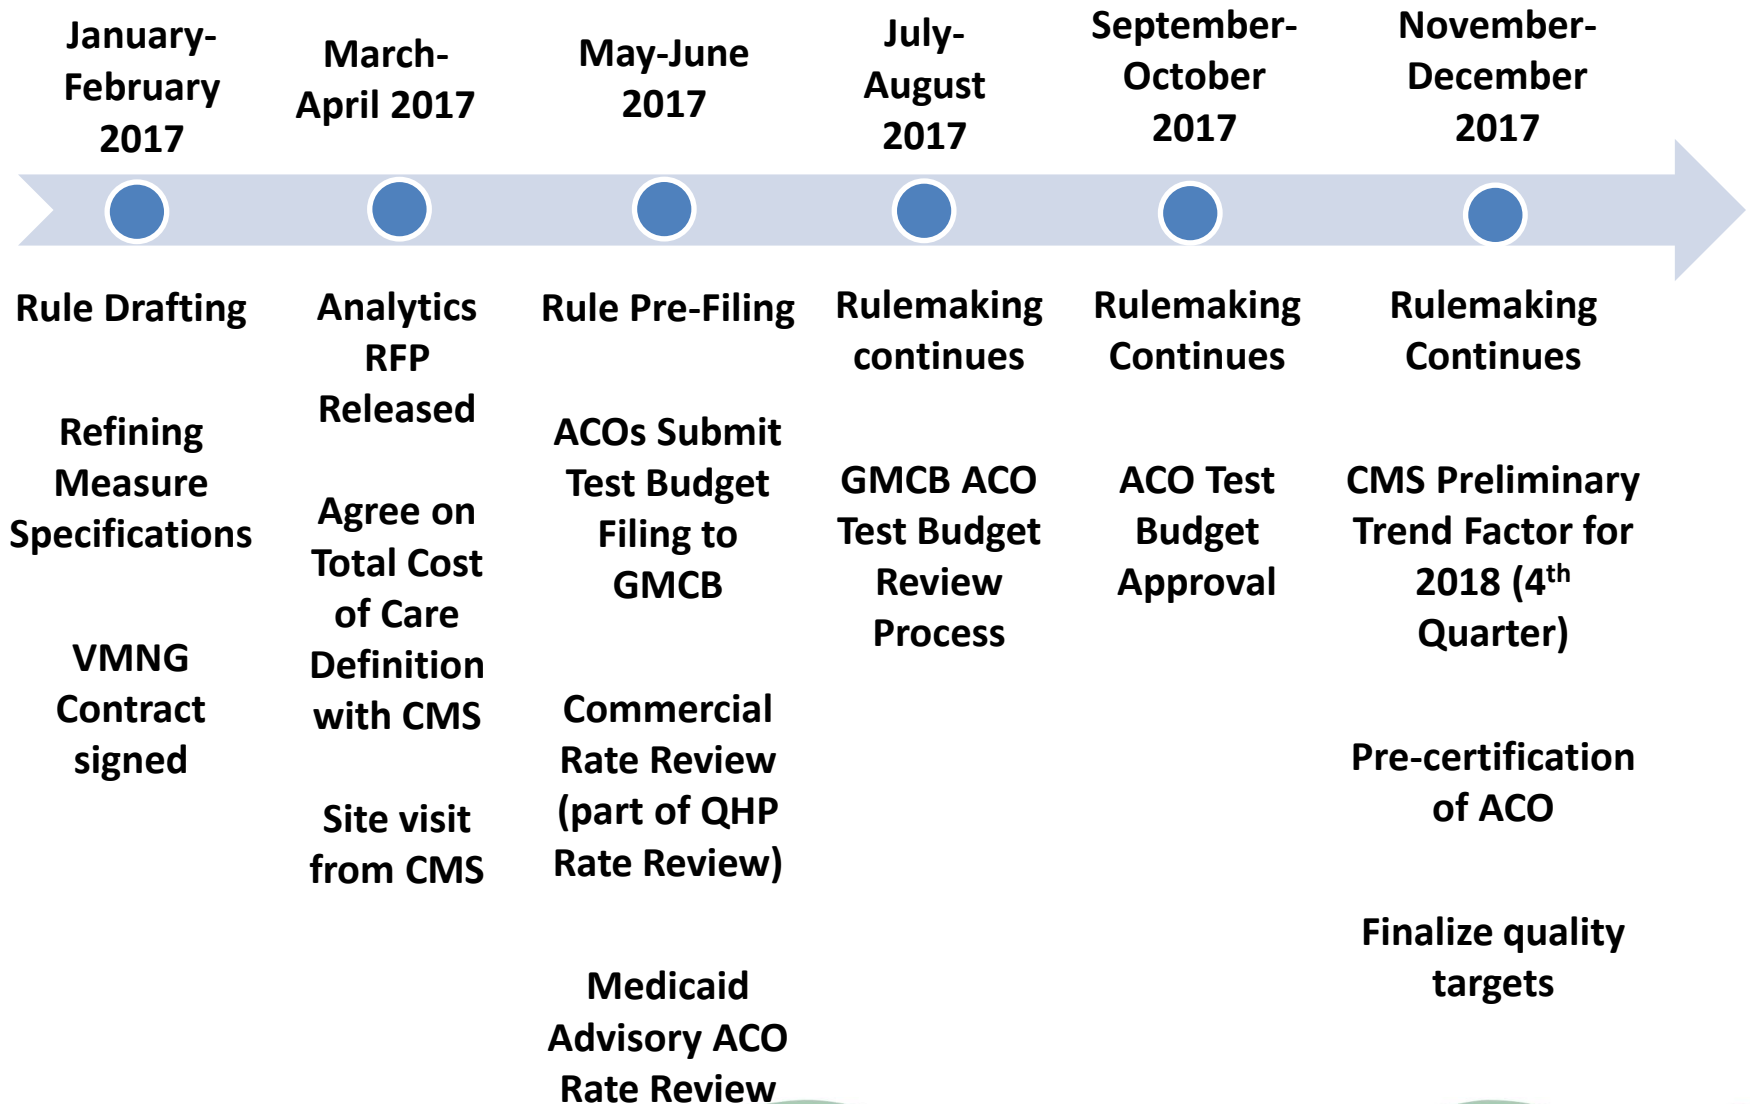 January-
February
2017
March-
April 2017
May-June
2017
July-
August
2017
September-
October
2017
November-
December
2017
Rule Drafting
Refining
Measure
Specifications
VMNG
Contract
signed
Analytics
RFP
Released
Agree on
Total Cost
of Care
Definition
with CMS
Site visit
from CMS
Rule Pre-Filing
ACOs Submit
Test Budget
Filing to
GMCB
Commercial
Rate Review
(part of QHP
Rate Review)
Medicaid
Advisory ACO
Rate Review
Rulemaking
continues
GMCB ACO
Test Budget
Review
Process
Rulemaking
Continues
ACO Test
Budget
Approval
Rulemaking
Continues
CMS Preliminary
Trend Factor for
2018 (4th
Quarter)
Pre-certification
of ACO
Finalize quality
targets